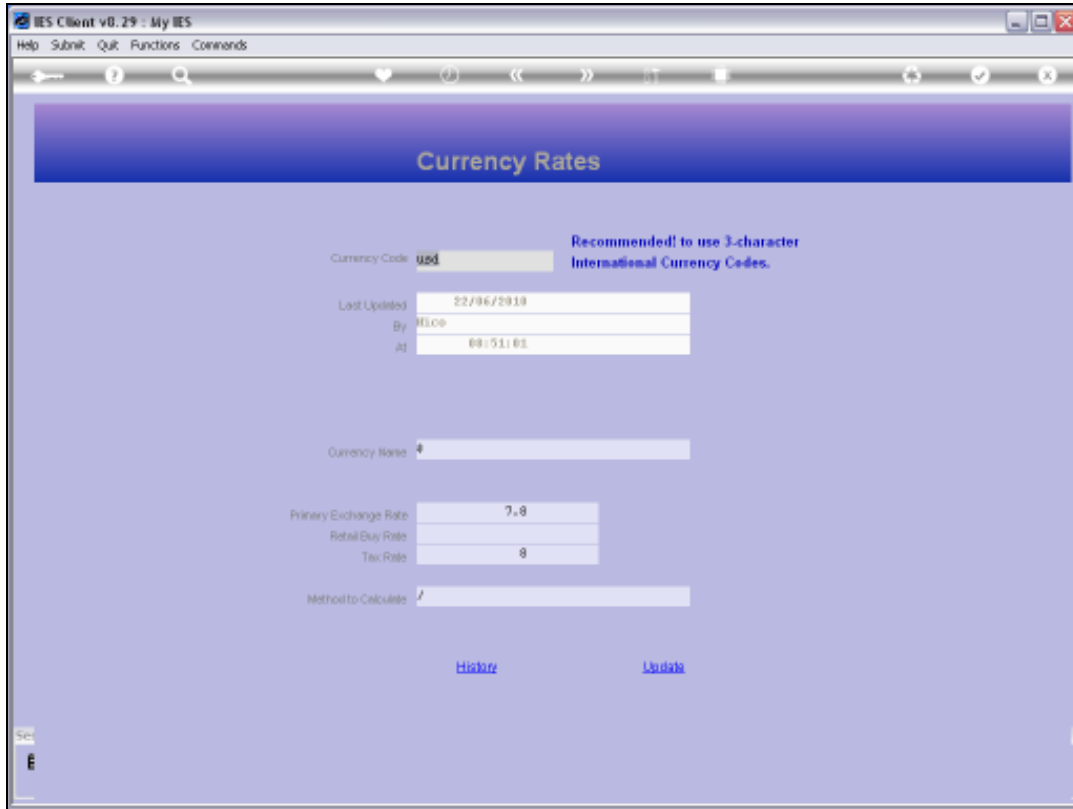 IES Client v8.29 : My IES
Help Submit Quit Functions Commands
Currency Rates
Recommended! to use 3-character
International Currency Codes.
Currency Code usd
Last Updated 22/06/2010
By Nico
At 08:51:01
Currency Name
Primary Exchange Rate 7.8
Retail Buy Rate
Tax Rate 8
Method to Calculate /
History Update